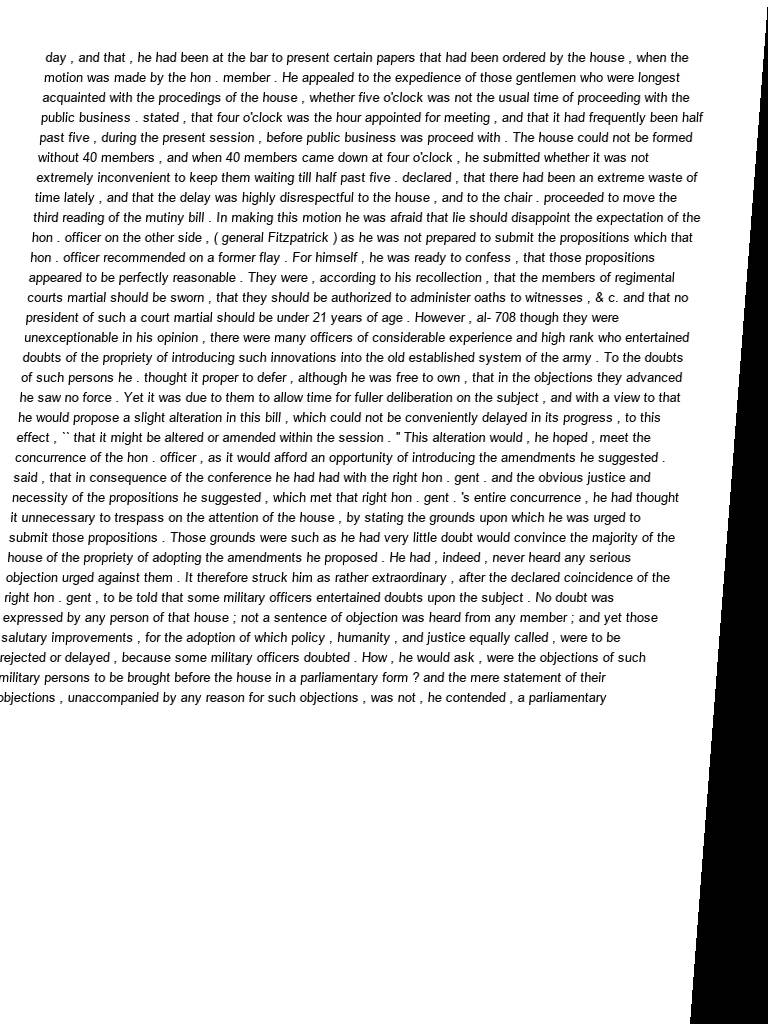 day , and that , he had been at the bar to present certain papers that had been ordered by the house , when the
motion was made by the hon . member . He appealed to the expedience of those gentlemen who were longest
acquainted with the procedings of the house , whether five o'clock was not the usual time of proceeding with the
public business . stated , that four o'clock was the hour appointed for meeting , and that it had frequently been half
past five , during the present session , before public business was proceed with . The house could not be formed
without 40 members , and when 40 members came down at four o'clock , he submitted whether it was not
extremely inconvenient to keep them waiting till half past five . declared , that there had been an extreme waste of
time lately , and that the delay was highly disrespectful to the house , and to the chair . proceeded to move the
third reading of the mutiny bill . In making this motion he was afraid that lie should disappoint the expectation of the
hon . officer on the other side , ( general Fitzpatrick ) as he was not prepared to submit the propositions which that
hon . officer recommended on a former flay . For himself , he was ready to confess , that those propositions
appeared to be perfectly reasonable . They were , according to his recollection , that the members of regimental
courts martial should be sworn , that they should be authorized to administer oaths to witnesses , & c. and that no
president of such a court martial should be under 21 years of age . However , al- 708 though they were
unexceptionable in his opinion , there were many officers of considerable experience and high rank who entertained
doubts of the propriety of introducing such innovations into the old established system of the army . To the doubts
of such persons he . thought it proper to defer , although he was free to own , that in the objections they advanced
he saw no force . Yet it was due to them to allow time for fuller deliberation on the subject , and with a view to that
he would propose a slight alteration in this bill , which could not be conveniently delayed in its progress , to this
effect , `` that it might be altered or amended within the session . '' This alteration would , he hoped , meet the
concurrence of the hon . officer , as it would afford an opportunity of introducing the amendments he suggested .
said , that in consequence of the conference he had had with the right hon . gent . and the obvious justice and
necessity of the propositions he suggested , which met that right hon . gent . 's entire concurrence , he had thought
it unnecessary to trespass on the attention of the house , by stating the grounds upon which he was urged to
submit those propositions . Those grounds were such as he had very little doubt would convince the majority of the
house of the propriety of adopting the amendments he proposed . He had , indeed , never heard any serious
objection urged against them . It therefore struck him as rather extraordinary , after the declared coincidence of the
right hon . gent , to be told that some military officers entertained doubts upon the subject . No doubt was
expressed by any person of that house ; not a sentence of objection was heard from any member ; and yet those
salutary improvements , for the adoption of which policy , humanity , and justice equally called , were to be
rejected or delayed , because some military officers doubted . How , he would ask , were the objections of such
military persons to be brought before the house in a parliamentary form ? and the mere statement of their
objections , unaccompanied by any reason for such objections , was not , he contended , a parliamentary